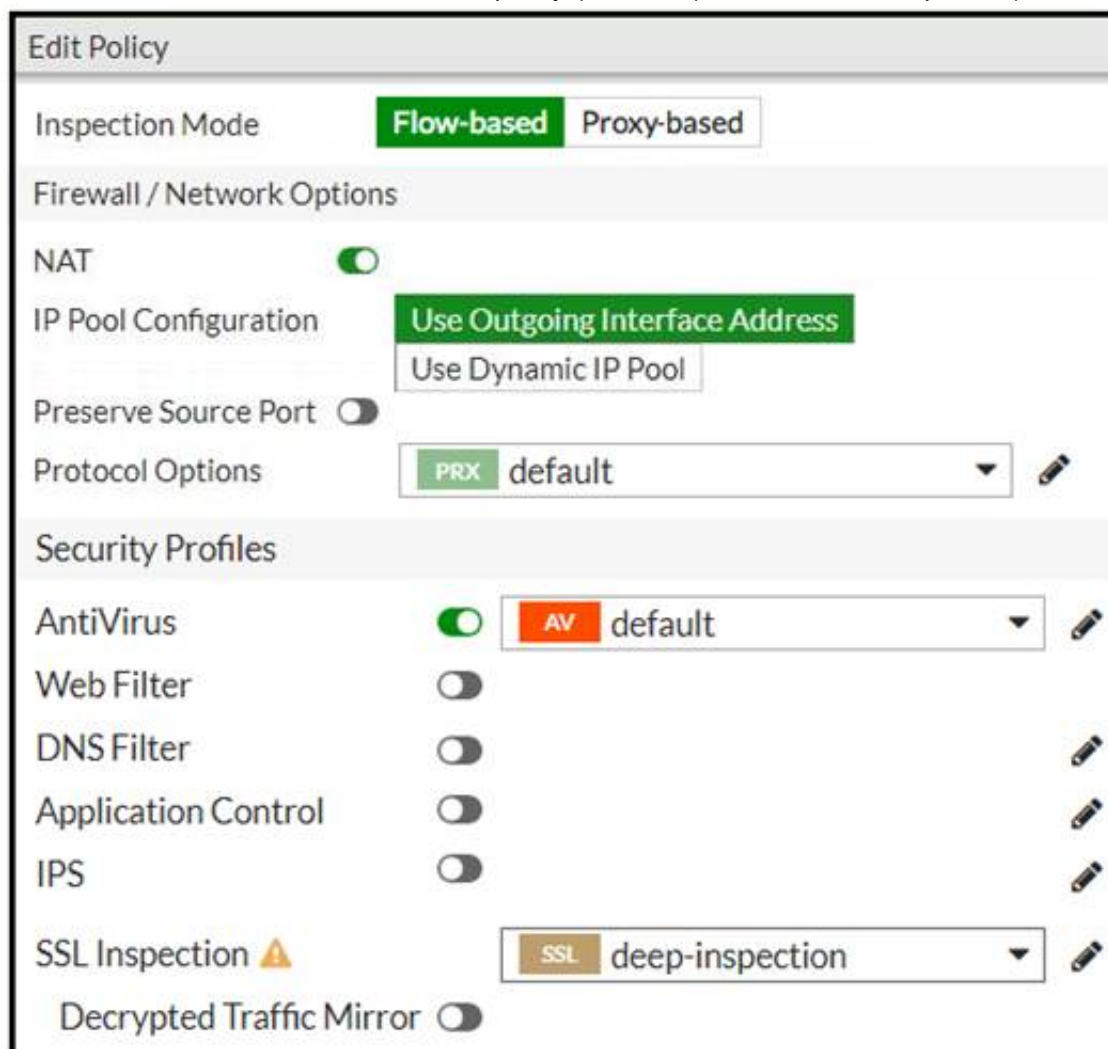 Edit Policy
Inspection Mode Flow-based Proxy-based
Firewall / Network Options
NAT
IP Pool Configuration Use Outgoing Interface Address
Use Dynamic IP Pool
Preserve Source Port
Protocol Options PRX default
Security Profiles
AntiVirus AV default
Web Filter
DNS Filter
Application Control
IPS
SSL Inspection SSL deep-inspection
Decrypted Traffic Mirror